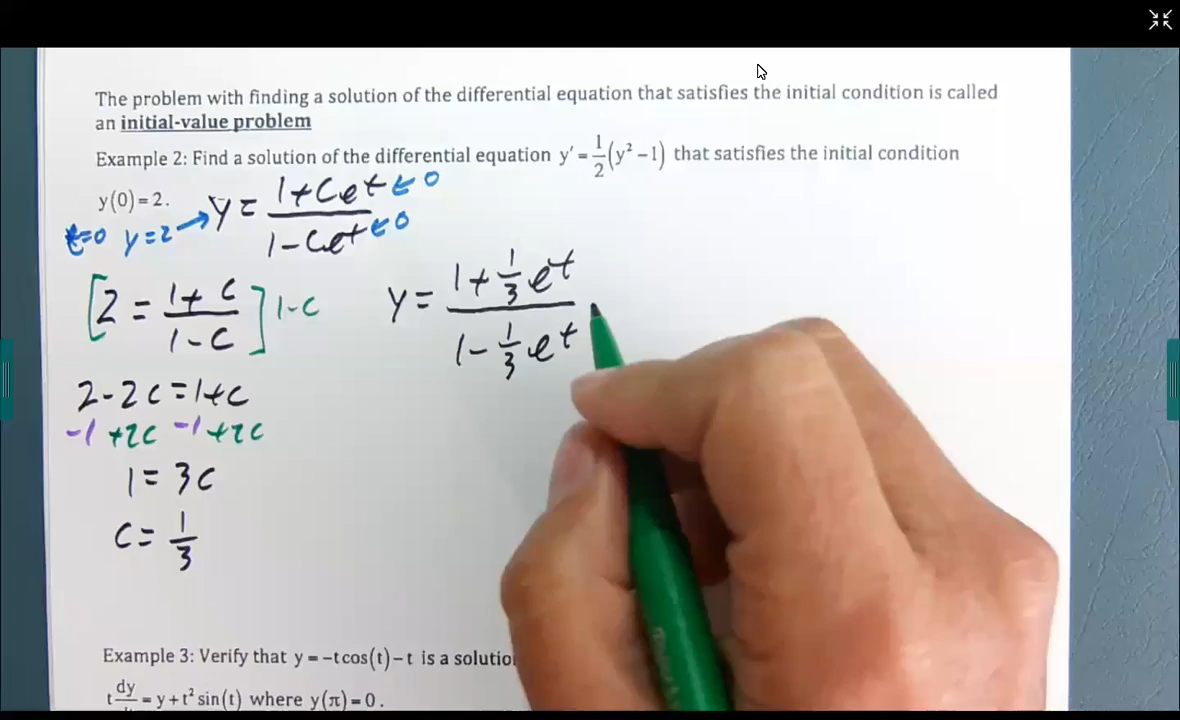 The problem with finding a solution of the differential equation that satisfies the initial condition is called
an initial-value problem
Example 2: Find a solution of the differential equation y′ = 1/2 (y² − 1) that satisfies the initial condition
y(0) = 2.
y = (1 + Ce^t) / (1 − Ce^t)
t=0 y=2 → t=0 t=0
[2 = (1 + C) / (1 − C)] 1−C
y = (1 + 1/3 e^t) / (1 − 1/3 e^t)
2 − 2C = 1 + C
−1 +2C −1 +2C
1 = 3C
C = 1/3
Example 3: Verify that y = −t cos(t) − t is a solutio
t dy = y + t² sin(t) where y(π) = 0.